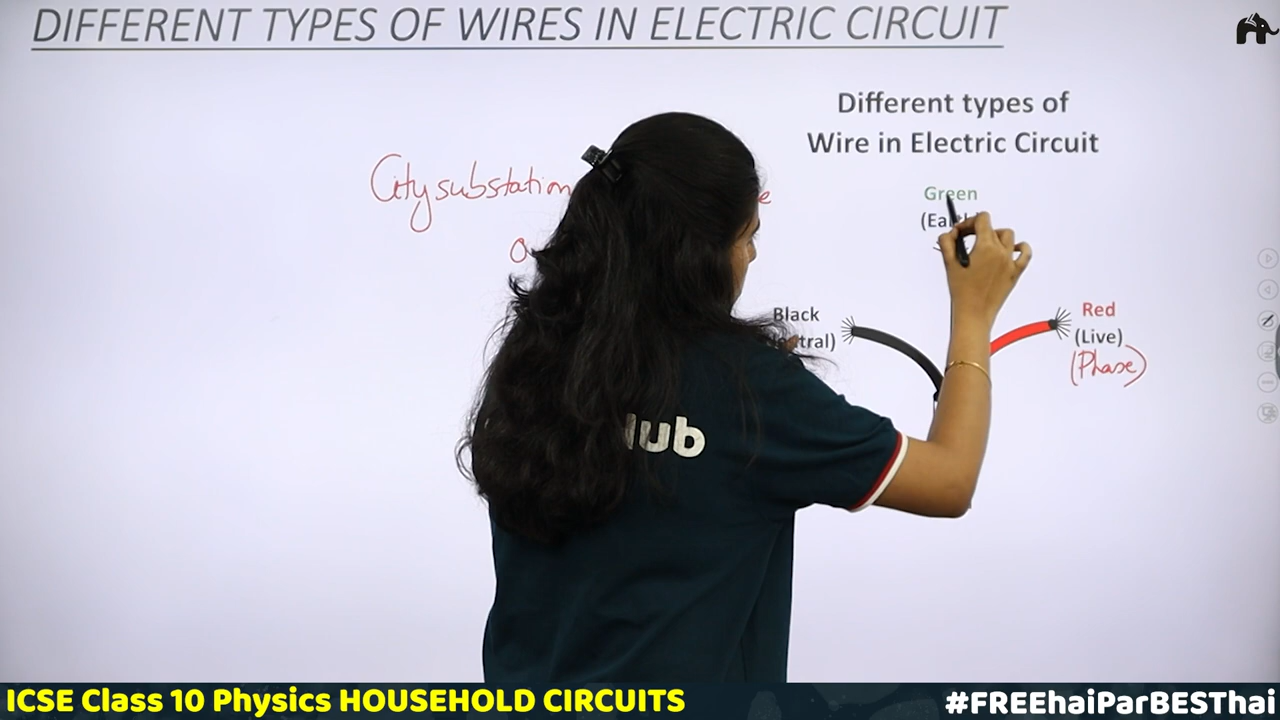 DIFFERENT TYPES OF WIRES IN ELECTRIC CIRCUIT
Different types of
Wire in Electric Circuit
City substation
Green
Black
Red
(Live)
(Phase)
ICSE Class 10 Physics HOUSEHOLD CIRCUITS
#FREEhaiParBESThai